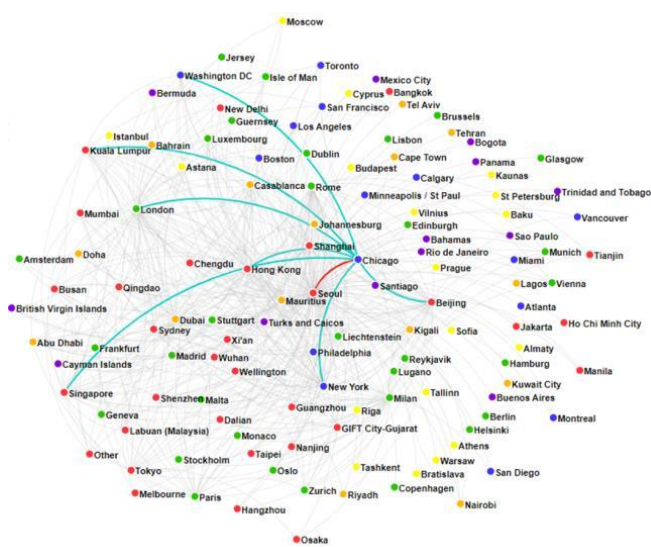 Moscow
Jersey
Toronto
Washington DC
Isle of Man
Mexico City
Bermuda
Cyprus
Bangkok
New Delhi
San Francisco
Tel Aviv
Guernsey
Brussels
Los Angeles
Istanbul
Tehran
Luxembourg
Lisbon
Bogota
Kuala Lumpur
Bahrain
Dublin
Boston
Cape Town
Glasgow
Astana
Budapest
Panama
Kaunas
Calgary
Casablanca
Rome
Minneapolis / St Paul
St Petersburg
Trinidad and Tobago
London
Mumbai
Vilnius
Baku
Vancouver
Johannesburg
Edinburgh
Bahamas
Sao Paulo
Shanghai
Rio de Janeiro
Munich
Tianjin
Doha
Amsterdam
Chengdu
Chicago
Miami
Hong Kong
Prague
Busan
Qingdao
Santiago
Lagos
Vienna
Seoul
Mauritius
Beijing
British Virgin Islands
Atlanta
Dubai
Stuttgart
Turks and Caicos
Sydney
Kigali
Sofia
Jakarta
Ho Chi Minh City
Liechtenstein
Abu Dhabi
Xi'an
Frankfurt
Almaty
Philadelphia
Madrid
Wuhan
Reykjavik
Hamburg
Cayman Islands
Wellington
Lugano
Manila
Kuwait City
New York
Singapore
Tallinn
Shenzhen
Malta
Milan
Buenos Aires
Guangzhou
Riga
Geneva
Berlin
Montreal
Dalian
Labuan (Malaysia)
GIFT City-Gujarat
Helsinki
Monaco
Athens
Nanjing
Other
Taipei
Stockholm
Warsaw
Tokyo
Oslo
Tashkent
Bratislava
San Diego
Melbourne
Paris
Zurich
Riyadh
Copenhagen
Nairobi
Hangzhou
Osaka